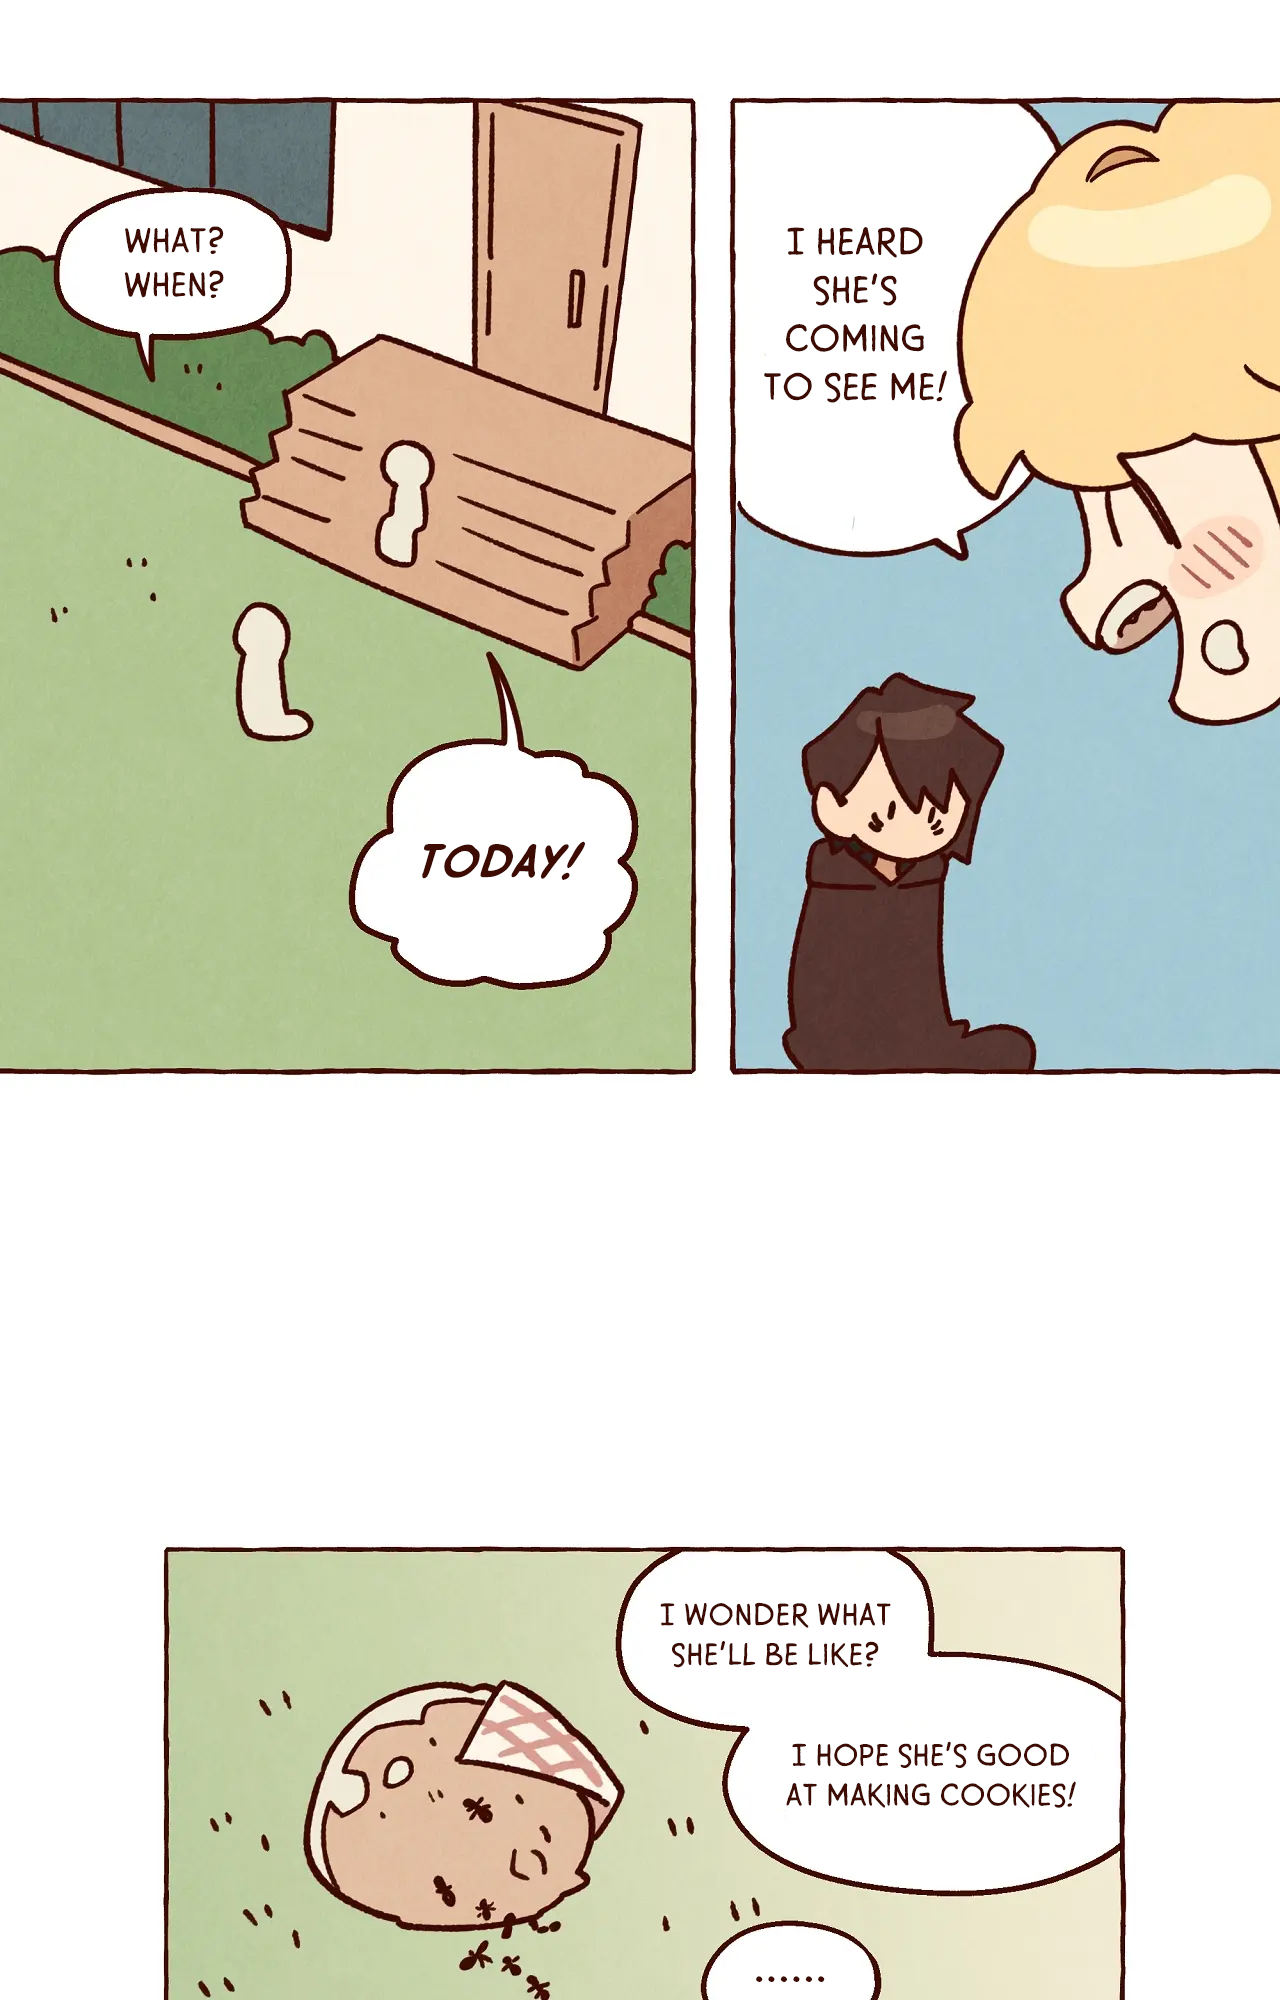 WHAT?
WHEN?
TODAY!
I HEARD
SHE'S
COMING
TO SEE ME!
I WONDER WHAT
SHE'LL BE LIKE?
I HOPE SHE'S GOOD
AT MAKING COOKIES!
......